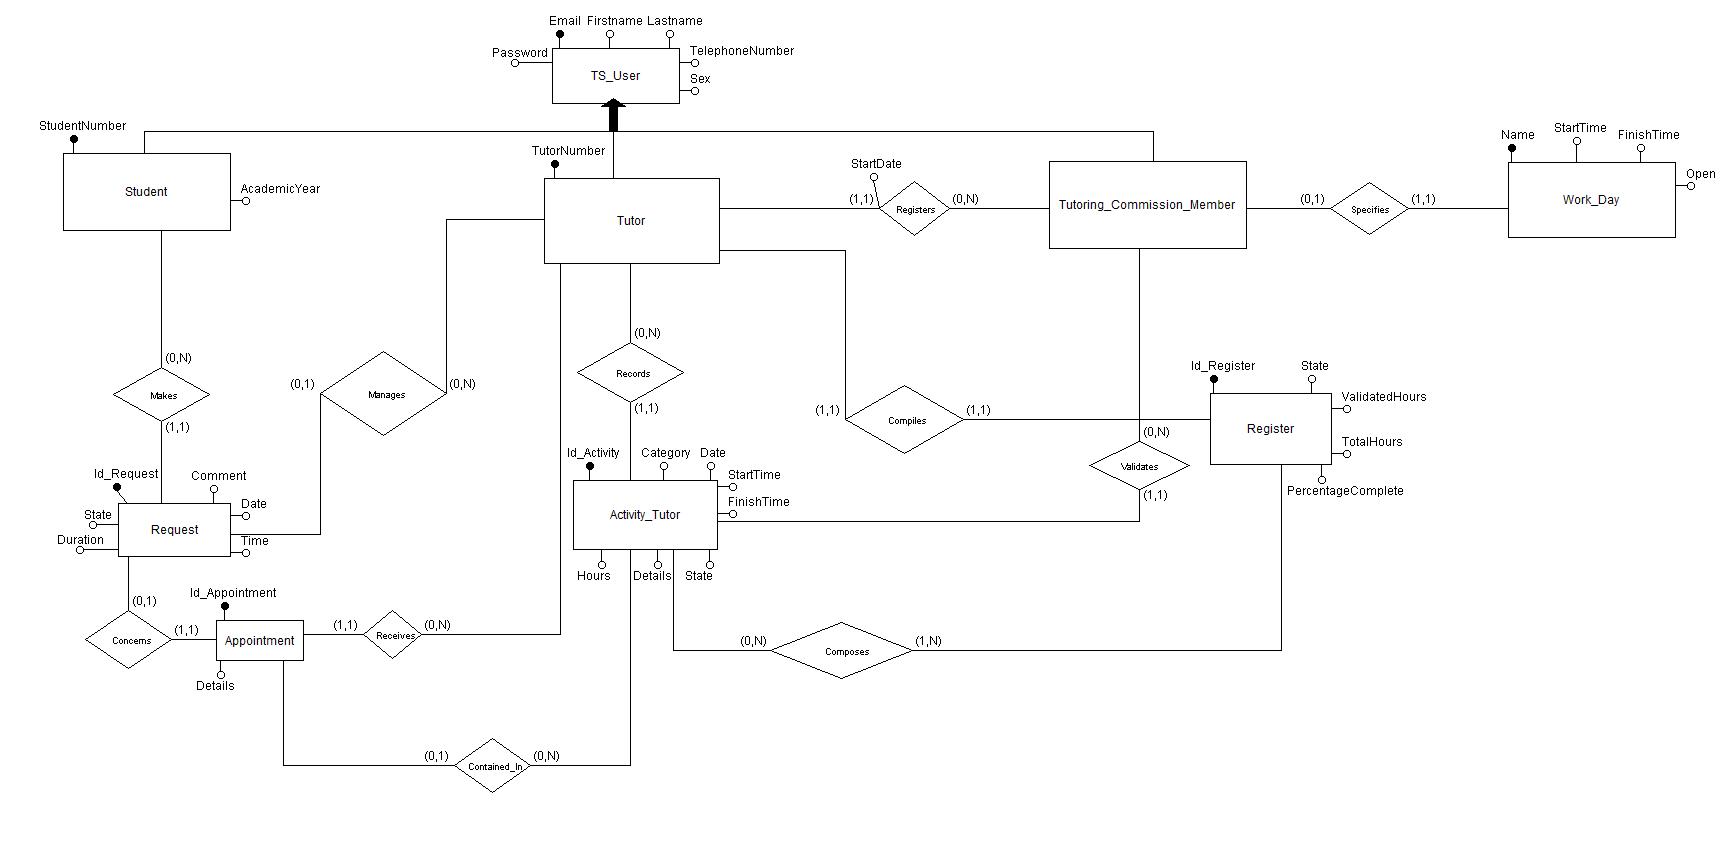 Email Firstname Lastname
Password
TelephoneNumber
TS_User
Sex
StudentNumber
Student
AcademicYear
TutorNumber
Tutor
StartDate
(1,1)
Registers
(0,N)
Tutoring_Commission_Member
(0,1)
Specifies
(1,1)
Name
StartTime
FinishTime
Open
Work_Day
(0,N)
Makes
(1,1)
(0,1)
Manages
(0,N)
(0,N)
Records
(1,1)
(1,1)
Compiles
(1,1)
Id_Register
State
ValidatedHours
Register
TotalHours
PercentageComplete
(0,N)
Validates
(1,1)
Id_Request
Comment
State
Date
Request
Duration
Time
Id_Activity
Category
Date
StartTime
FinishTime
Activity_Tutor
Hours
Details
State
(0,1)
Concerns
(1,1)
Id_Appointment
Appointment
Details
(1,1)
Receives
(0,N)
(0,N)
Composes
(1,N)
(0,1)
Contained_In
(0,N)